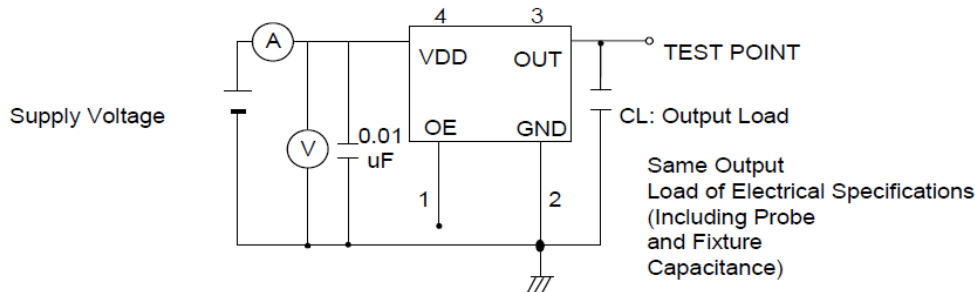 4 3
A
VDD OUT
TEST POINT
Supply Voltage
CL: Output Load
V
0.01
uF
OE GND
1 2
Same Output
Load of Electrical Specifications
(Including Probe
and Fixture
Capacitance)